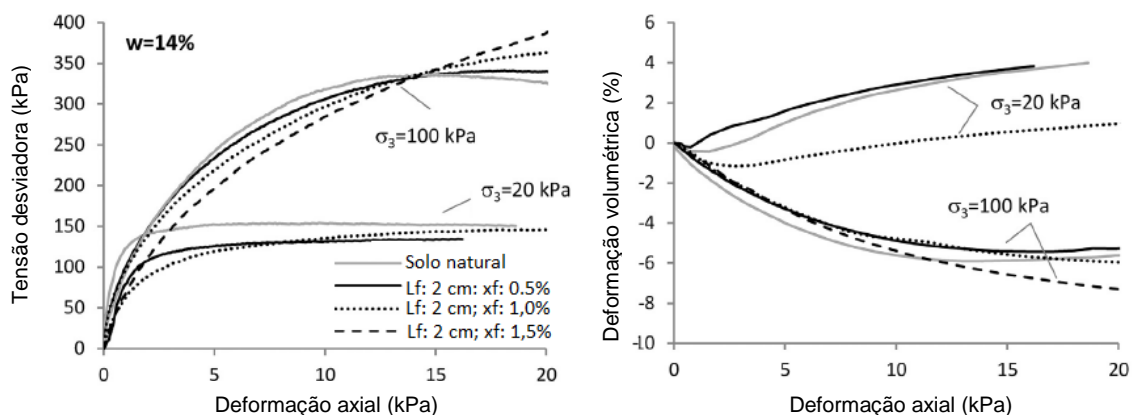 Tensão desviadora (kPa)
400
350
300
250
200
150
100
50
0
w=14%
σ3=100 kPa
σ3=20 kPa
Solo natural
Lf: 2 cm: xf: 0.5%
Lf: 2 cm; xf: 1,0%
Lf: 2 cm; xf: 1,5%
0 5 10 15 20
Deformação axial (kPa)
Deformação volumétrica (%)
6
4
2
0
-2
-4
-6
-8
-10
σ3=20 kPa
σ3=100 kPa
0 5 10 15 20
Deformação axial (kPa)